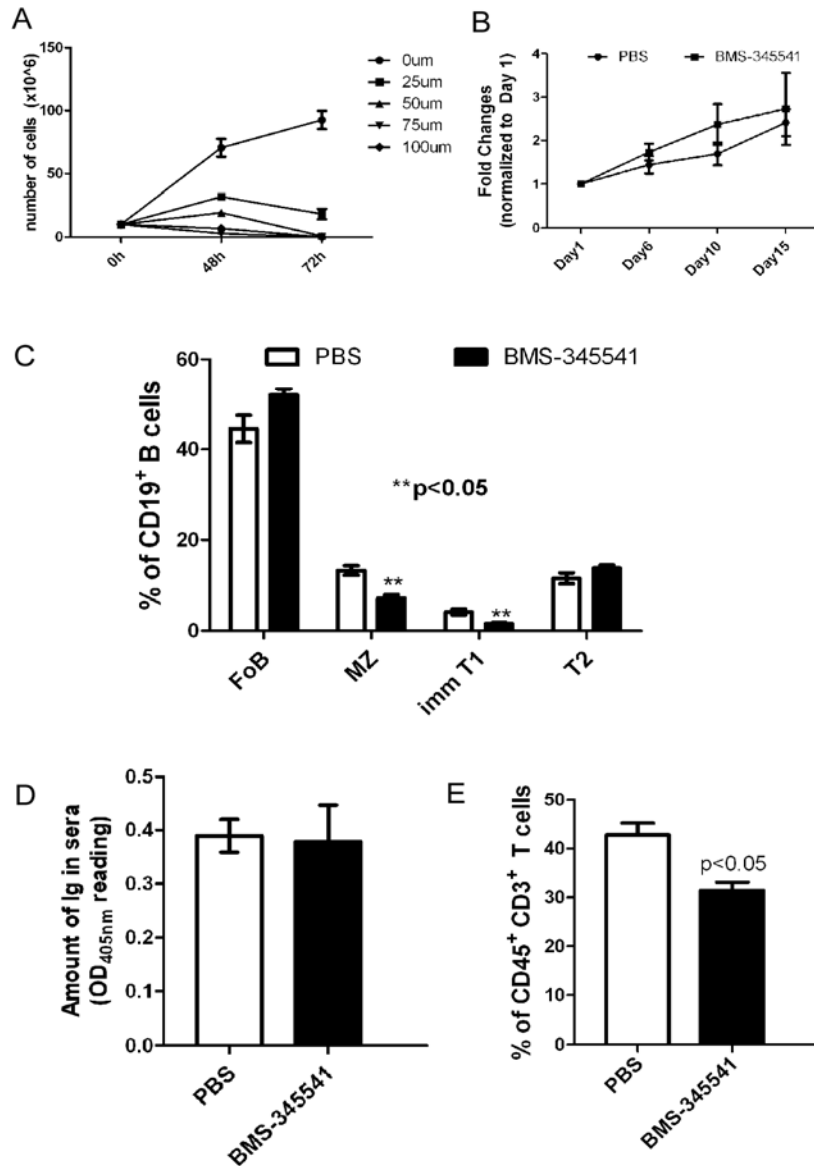 A
number of cells (x10^6)
150
100
50
0
0h
48h
72h
0um
25um
50um
75um
100um
B
PBS
BMS-345541
Fold Changes
(normalized to Day 1)
4
3
2
1
0
Day1
Day6
Day10
Day15
C
PBS
BMS-345541
% of CD19+ B cells
60
40
20
0
**p<0.05
**
**
FoB
MZ
imm T1
T2
D
Amount of Ig in sera
(OD405nm reading)
0.5
0.4
0.3
0.2
0.1
0.0
PBS
BMS-345541
E
% of CD45+ CD3+ T cells
50
40
30
20
10
0
p<0.05
PBS
BMS-345541